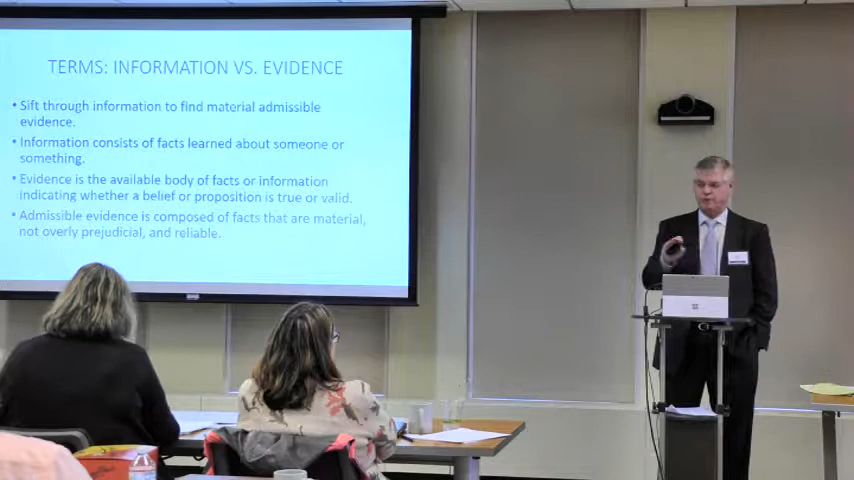 TERMS: INFORMATION VS. EVIDENCE
• Sift through information to find material admissible
evidence.
• Information consists of facts learned about someone or
something.
• Evidence is the available body of facts or information
indicating whether a belief or proposition is true or valid.
• Admissible evidence is composed of facts that are material,
not overly prejudicial, and reliable.